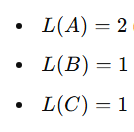 • L(A) = 2
• L(B) = 1
• L(C) = 1